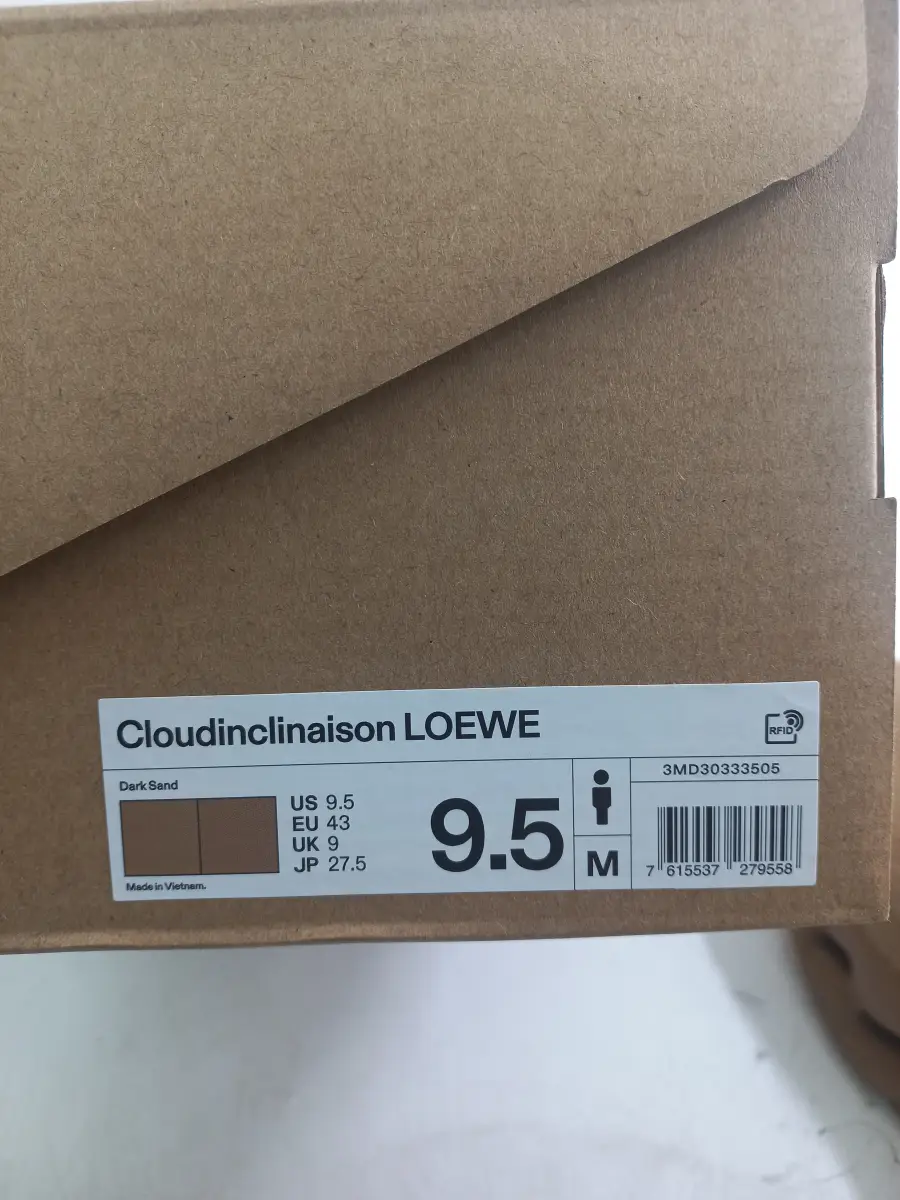 Cloudinclinaison LOEWE
RFID
Dark Sand
US 9.5
EU 43
UK 9
JP 27.5
Made in Vietnam.
9.5
M
3MD30333505
7 615537 279558